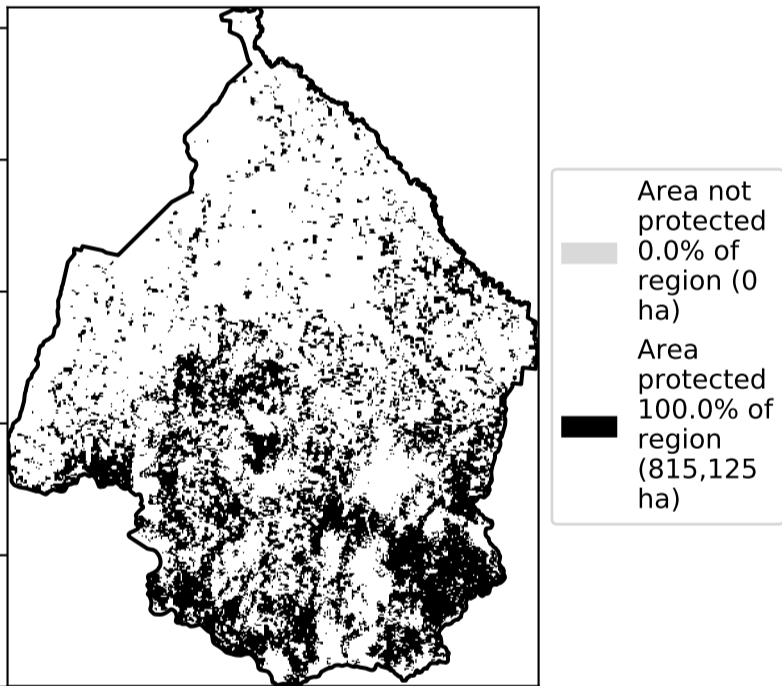 Area not
protected
0.0% of
region (0
ha)
Area
protected
100.0% of
region
(815,125
ha)